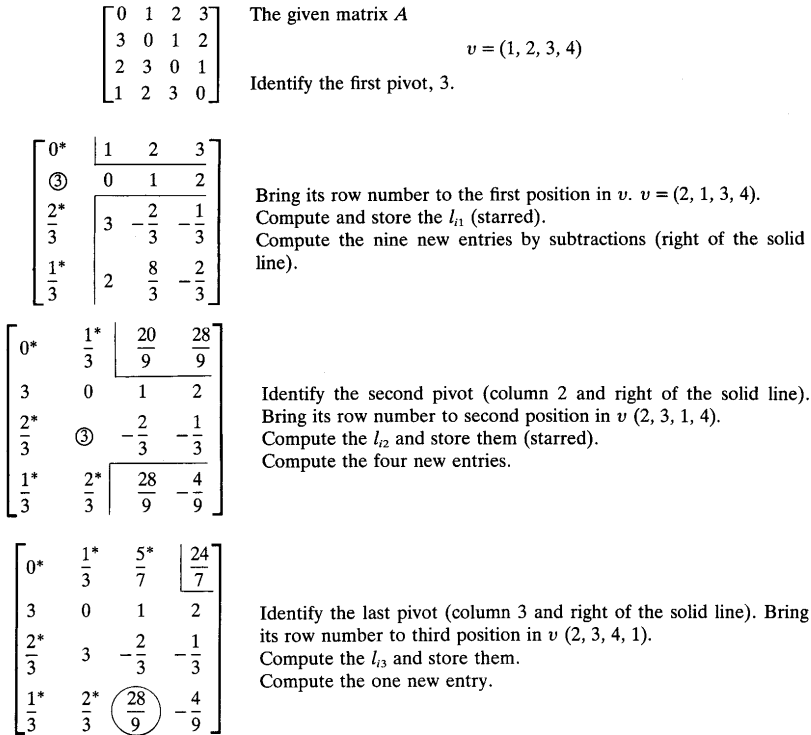 0 1 2 3 The given matrix A
3 0 1 2 v = (1, 2, 3, 4)
2 3 0 1
1 2 3 0 Identify the first pivot, 3.
0* 1 2 3
③ 0 1 2
2/3* 3 −2/3 −1/3
1/3* 2 8/3 −2/3
Bring its row number to the first position in v. v = (2, 1, 3, 4).
Compute and store the lᵢ₁ (starred).
Compute the nine new entries by subtractions (right of the solid
line).
0* 1/3* 20/9 28/9
3 0 1 2
2/3* ③ −2/3 −1/3
1/3* 2/3* 28/9 −4/9
Identify the second pivot (column 2 and right of the solid line).
Bring its row number to second position in v (2, 3, 1, 4).
Compute the lᵢ₂ and store them (starred).
Compute the four new entries.
0* 1/3* 5/7* 24/7
3 0 1 2
2/3* 3 −2/3 −1/3
1/3* 2/3* 28/9 −4/9
Identify the last pivot (column 3 and right of the solid line). Bring
its row number to third position in v (2, 3, 4, 1).
Compute the lᵢ₃ and store them.
Compute the one new entry.